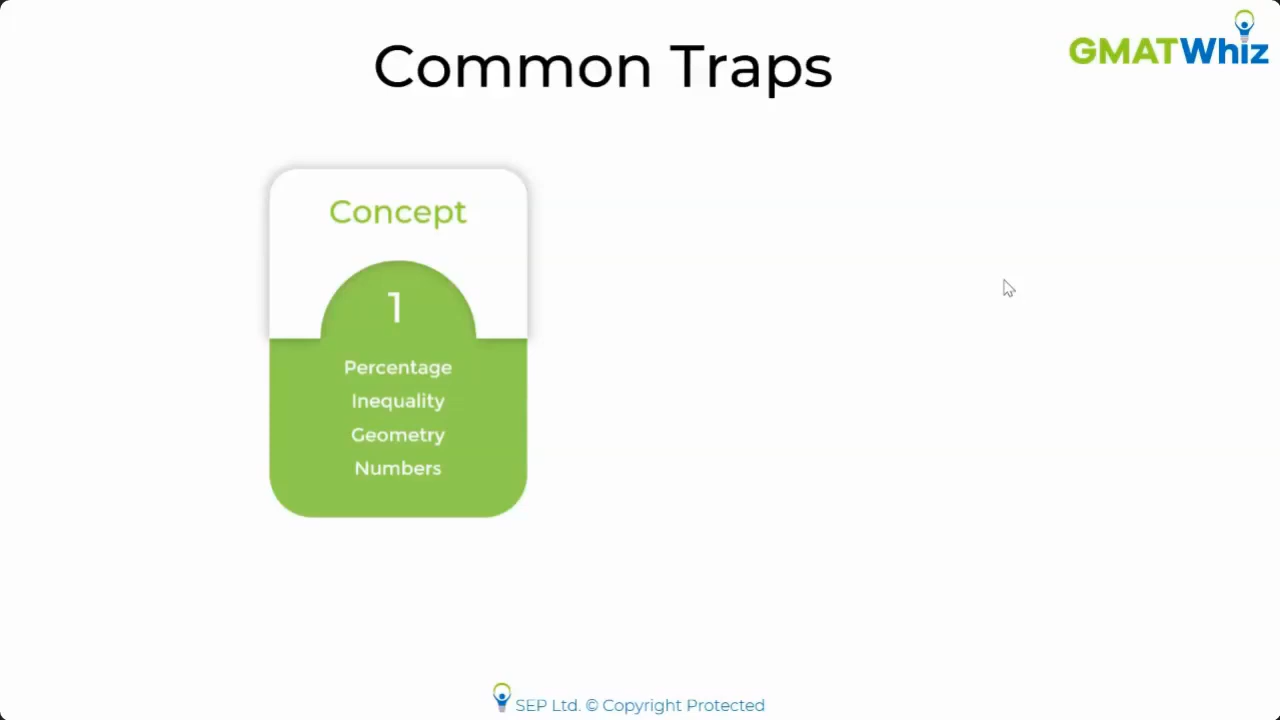 Common Traps
GMATWhiz
Concept
1
Percentage
Inequality
Geometry
Numbers
SEP Ltd. © Copyright Protected